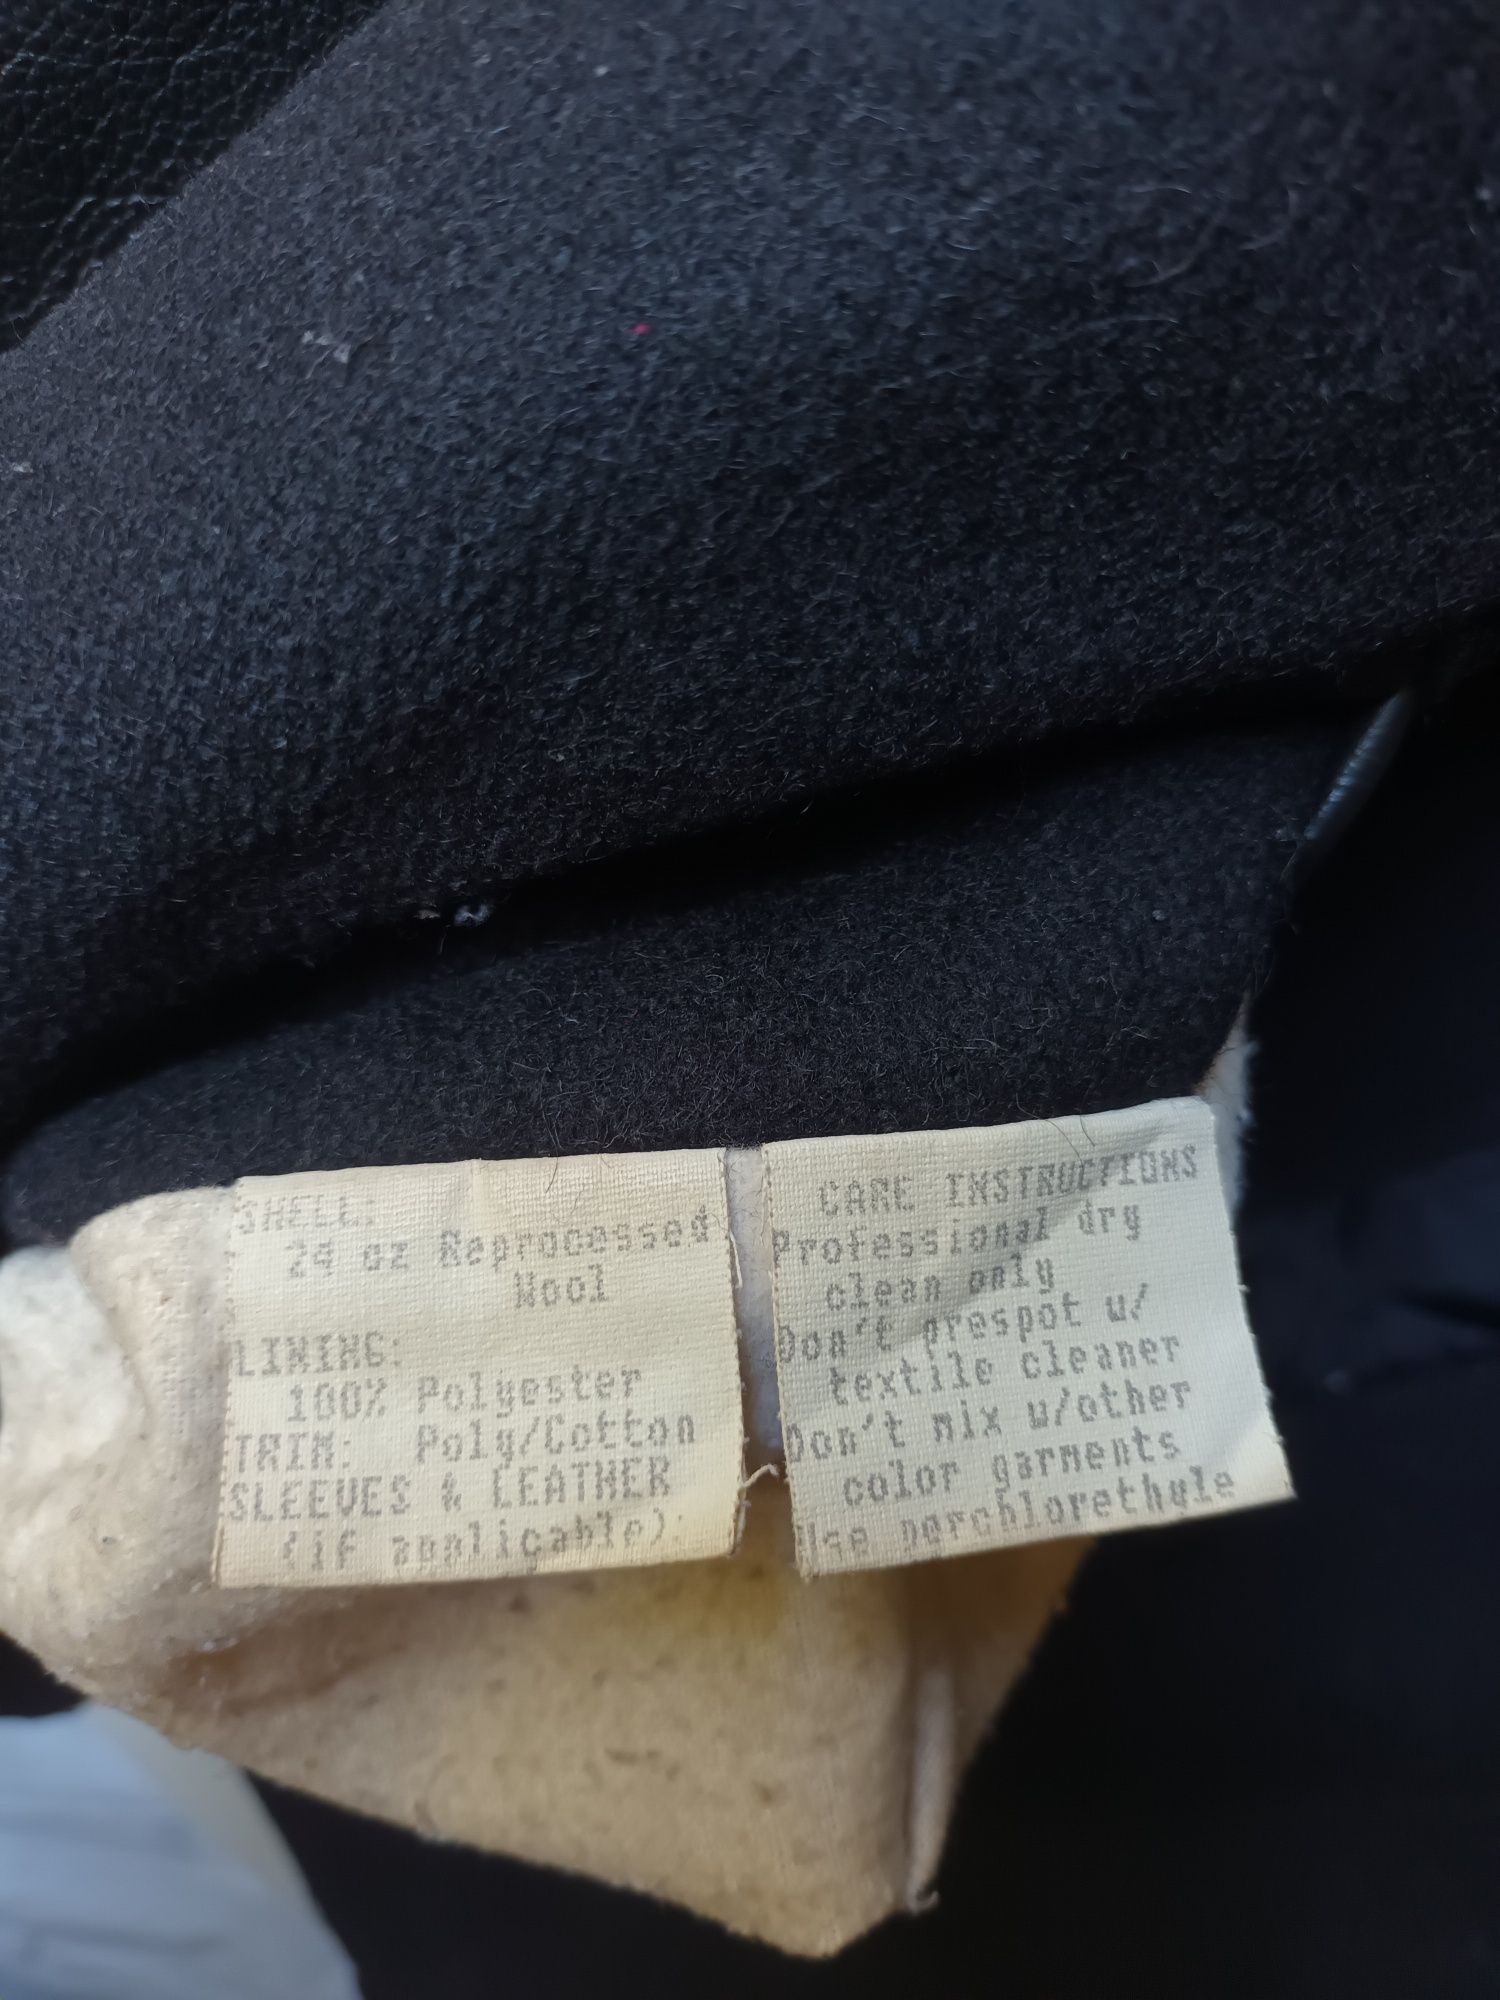 SHELL:
24 oz Reprocessed
Wool
LINING:
100% Polyester
TRIM: Poly/Cotton
SLEEVES & LEATHER
(if applicable):
CARE INSTRUCTIONS
Professional dry
clean only
Don't prespot w/
textile cleaner
Don't mix w/other
color garments
Use perchlorethyle